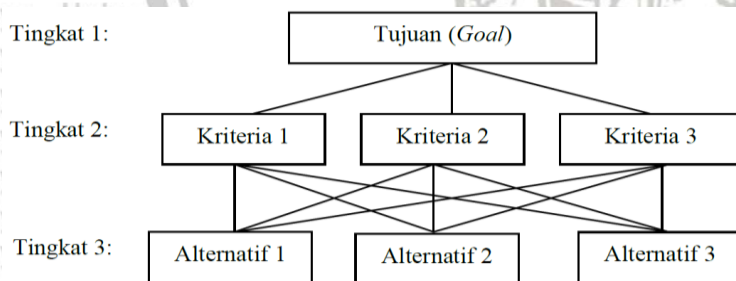 Tingkat 1:
Tujuan (Goal)
Tingkat 2:
Kriteria 1
Kriteria 2
Kriteria 3
Tingkat 3:
Alternatif 1
Alternatif 2
Alternatif 3